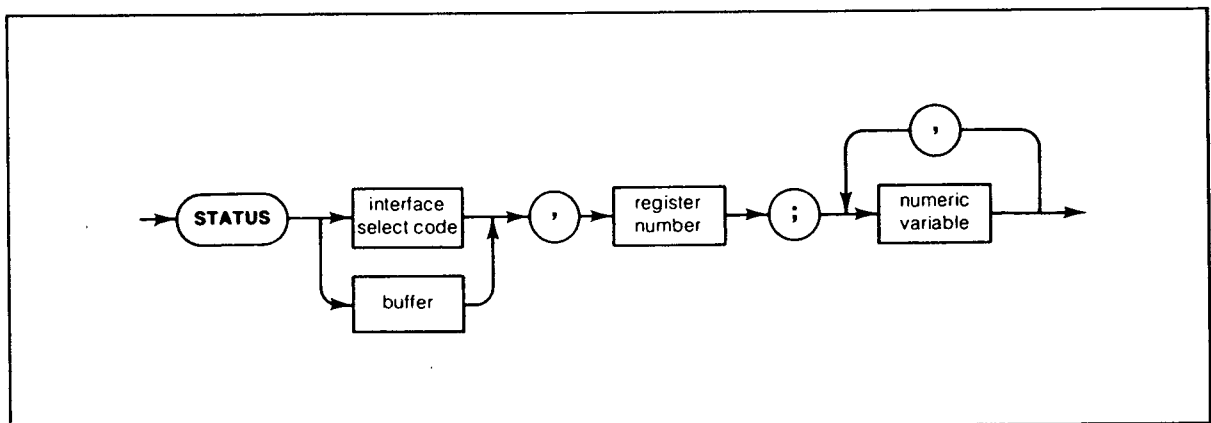 ,
STATUS
interface
select code
,
register
number
;
numeric
variable
buffer